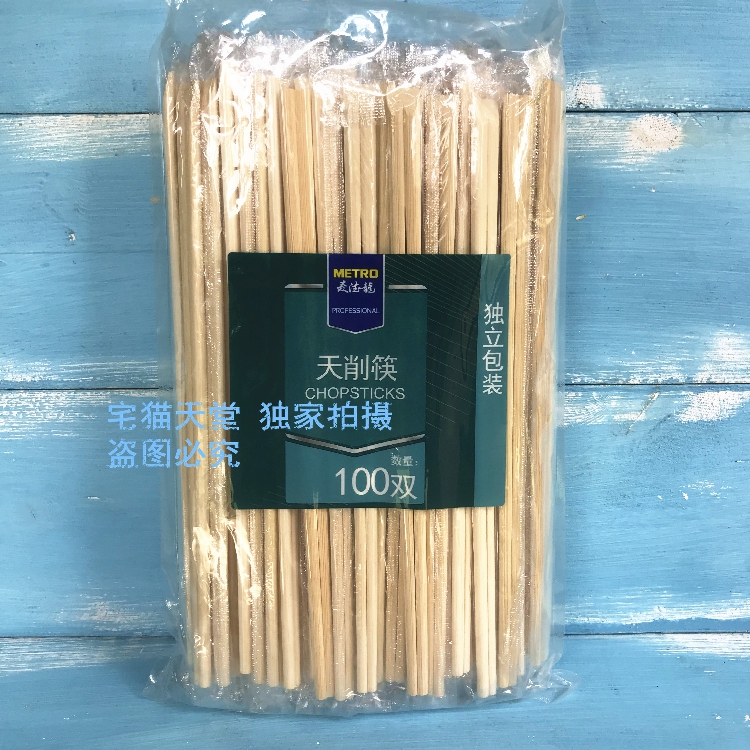 METRO
麦德龍
PROFESSIONAL
天削筷
CHOPSTICKS
数量:
100双
独立包装
宅猫天堂 独家拍摄
盗图必究